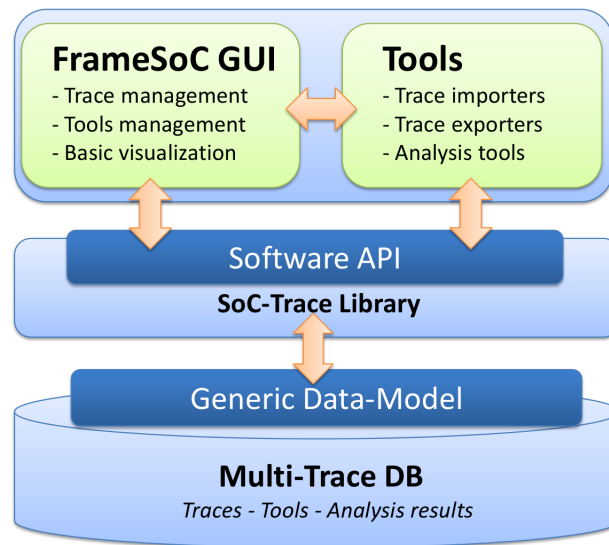 FrameSoC GUI
- Trace management
- Tools management
- Basic visualization
Tools
- Trace importers
- Trace exporters
- Analysis tools
Software API
SoC-Trace Library
Generic Data-Model
Multi-Trace DB
Traces - Tools - Analysis results